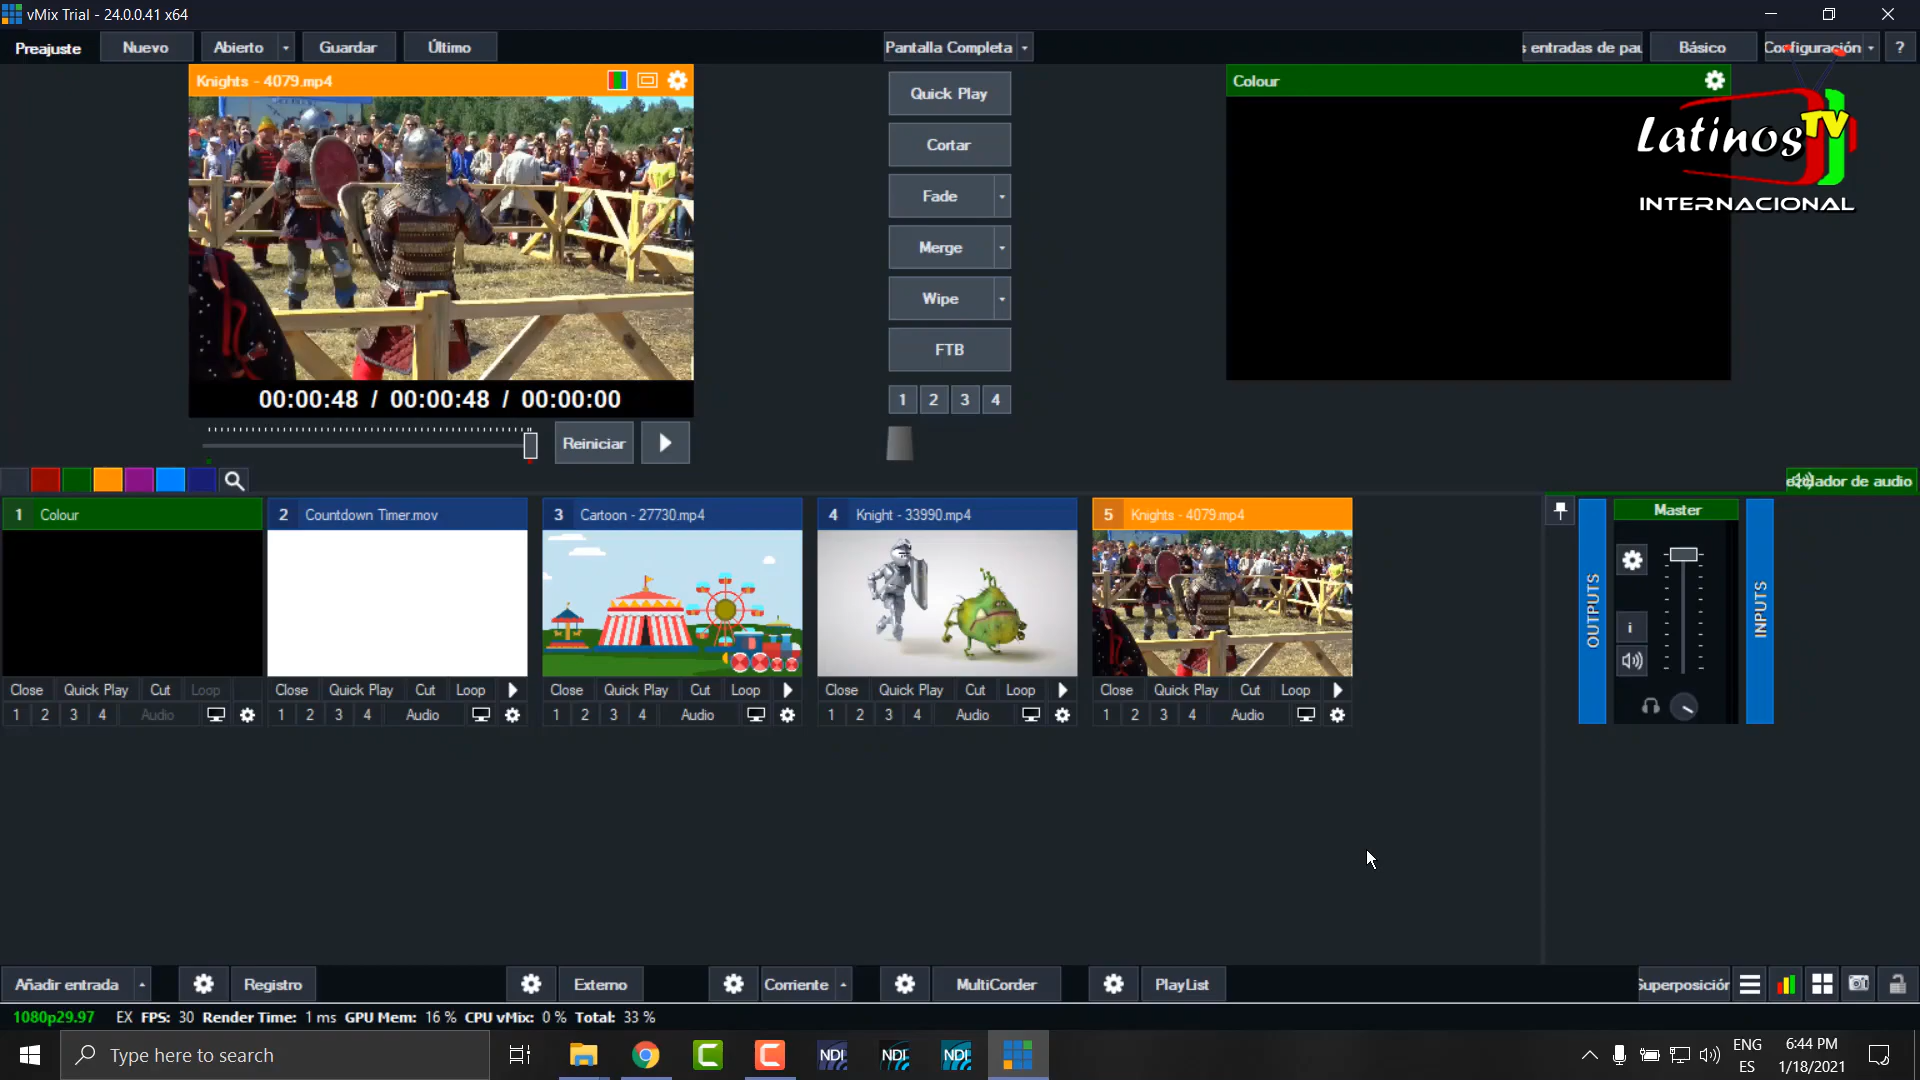 vMix Trial - 24.0.0.41 x64
Preajuste Nuevo Abierto Guardar Último Pantalla Completa entradas de Básico Configuración ?
Knights - 4079.mp4
Quick Play
Colour
Cortar
Latinos TV
INTERNACIONAL
Fade
Merge
Wipe
FTB
00:00:48 / 00:00:48 / 00:00:00
1 2 3 4
Reiniciar
ador de audio
1 Colour 2 Countdown Timer.mov 3 Cartoon - 27730.mp4 4 Knight - 33990.mp4 5 Knights - 4079.mp4
Master
OUTPUTS
INPUTS
i
Close Quick Play Cut Loop Close Quick Play Cut Loop Close Quick Play Cut Loop Close Quick Play Cut Loop Close Quick Play Cut Loop
1 2 3 4 Audio 1 2 3 4 Audio 1 2 3 4 Audio 1 2 3 4 Audio 1 2 3 4 Audio
Añadir entrada Registro Externo Corriente MultiCorder PlayList Superposición
1080p29.97 EX FPS: 30 Render Time: 1 ms GPU Mem: 16 % CPU vMix: 0 % Total: 33 %
Type here to search
NDI NDI NDI
ENG
ES
6:44 PM
1/18/2021